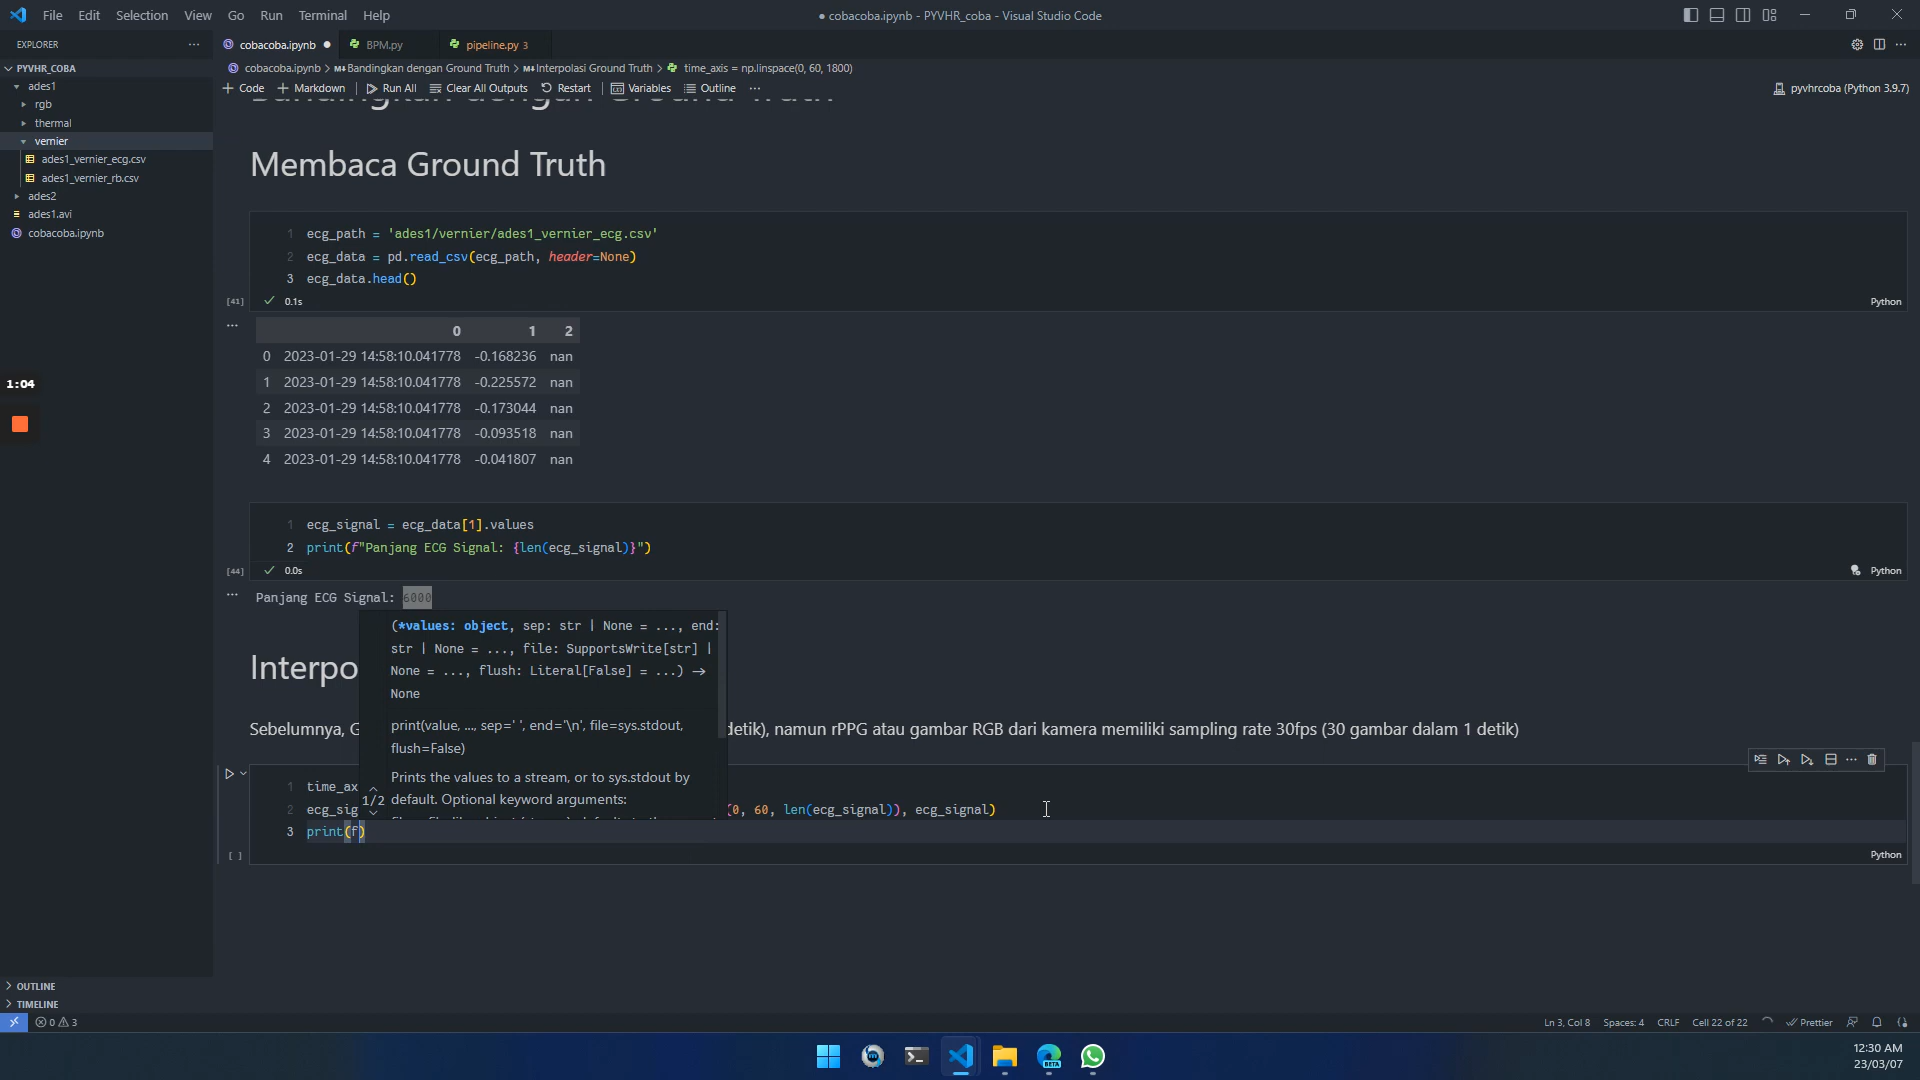 File Edit Selection View Go Run Terminal Help
● cobacoba.ipynb - PYVHR_coba - Visual Studio Code
EXPLORER
cobacoba.ipynb
BPM.py
pipeline.py 3
PYVHR_COBA
cobacoba.ipynb > M↓Bandingkan dengan Ground Truth > M↓Interpolasi Ground Truth > time_axis = np.linspace(0, 60, 1800)
+ Code + Markdown Run All Clear All Outputs Restart Variables Outline ...
pyvhrcoba (Python 3.9.7)
ades1
rgb
thermal
vernier
ades1_vernier_ecg.csv
ades1_vernier_rb.csv
ades2
ades1.avi
cobacoba.ipynb
1:04
Bandingkan dengan Ground Truth
Membaca Ground Truth
1 ecg_path = 'ades1/vernier/ades1_vernier_ecg.csv'
2 ecg_data = pd.read_csv(ecg_path, header=None)
3 ecg_data.head()
[41] 0.1s
Python
0 1 2
0 2023-01-29 14:58:10.041778 -0.168236 nan
1 2023-01-29 14:58:10.041778 -0.225572 nan
2 2023-01-29 14:58:10.041778 -0.173044 nan
3 2023-01-29 14:58:10.041778 -0.093518 nan
4 2023-01-29 14:58:10.041778 -0.041807 nan
1 ecg_signal = ecg_data[1].values
2 print(f"Panjang ECG Signal: {len(ecg_signal)}")
[44] 0.0s
Python
Panjang ECG Signal: 6000
(*values: object, sep: str | None = ..., end:
str | None = ..., file: SupportsWrite[str] |
None = ..., flush: Literal[False] = ...) →
None
print(value, ..., sep=' ', end='\n', file=sys.stdout,
flush=False)
Prints the values to a stream, or to sys.stdout by
default. Optional keyword arguments:
1/2
Interpo
Sebelumnya, G detik), namun rPPG atau gambar RGB dari kamera memiliki sampling rate 30fps (30 gambar dalam 1 detik)
1 time_ax
2 ecg_sig (0, 60, len(ecg_signal)), ecg_signal)
3 print(f)
[ ]
Python
OUTLINE
TIMELINE
0 3
Ln 3, Col 8 Spaces: 4 CRLF Cell 22 of 22 Prettier
BETA
12:30 AM
23/03/07